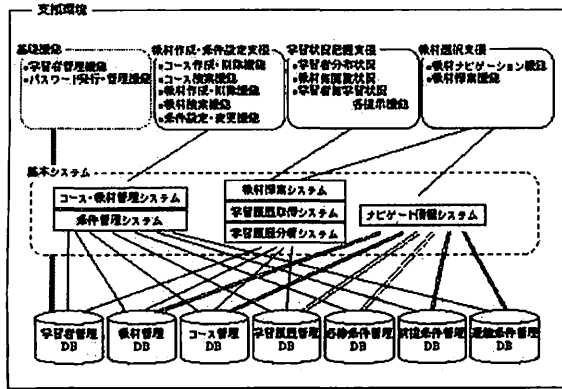 支援環境
基礎機能
●学習者管理機能
●パスワード発行・管理機能
教材作成・条件設定支援
●コース作成・削除機能
●コース検索機能
●教材作成・削除機能
●教材検索機能
●条件設定・変更機能
学習状況把握支援
●学習者分布状況
●教材別閲覧状況
●学習者別学習状況
各提示機能
教材選択支援
●教材ナビゲーション機能
●教材探索機能
基本システム
コース・教材管理システム
条件管理システム
教材探索システム
学習履歴取得システム
学習履歴分析システム
ナビゲート情報システム
学習者管理
DB
教材管理
DB
コース管理
DB
学習履歴管理
DB
条件管理
DB
前提条件管理
DB
条件管理
DB